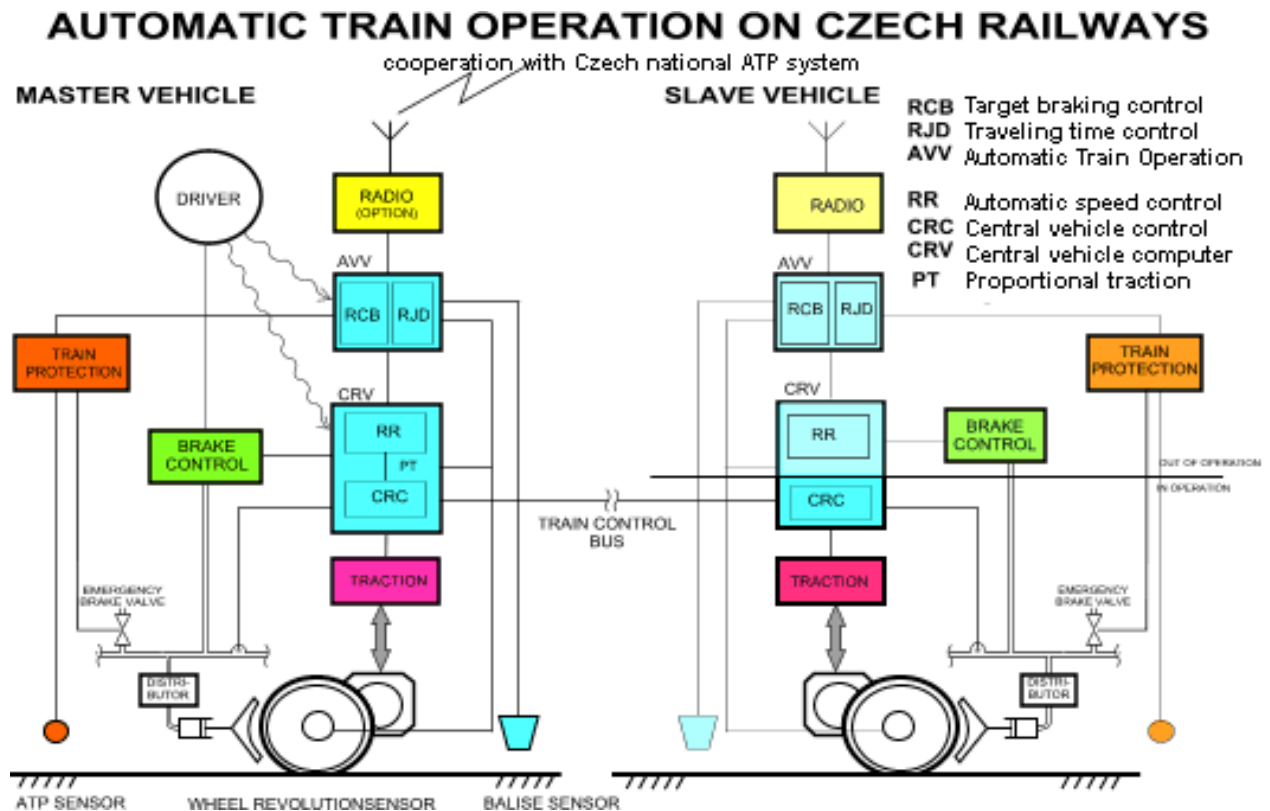 AUTOMATIC TRAIN OPERATION ON CZECH RAILWAYS
cooperation with Czech national ATP system
MASTER VEHICLE
SLAVE VEHICLE
RCB Target braking control
RJD Traveling time control
AVV Automatic Train Operation
RR Automatic speed control
CRC Central vehicle control
CRV Central vehicle computer
PT Proportional traction
DRIVER
RADIO
(OPTION)
RADIO
AVV
AVV
RCB
RJD
RCB
RJD
TRAIN
PROTECTION
TRAIN
PROTECTION
CRV
CRV
RR
PT
CRC
RR
CRC
BRAKE
CONTROL
BRAKE
CONTROL
OUT OF OPERATION
IN OPERATION
TRAIN CONTROL
BUS
TRACTION
TRACTION
EMERGENCY
BRAKE VALVE
EMERGENCY
BRAKE VALVE
DISTRI-
BUTOR
DISTRI-
BUTOR
ATP SENSOR
WHEEL REVOLUTIONSENSOR
BALISE SENSOR